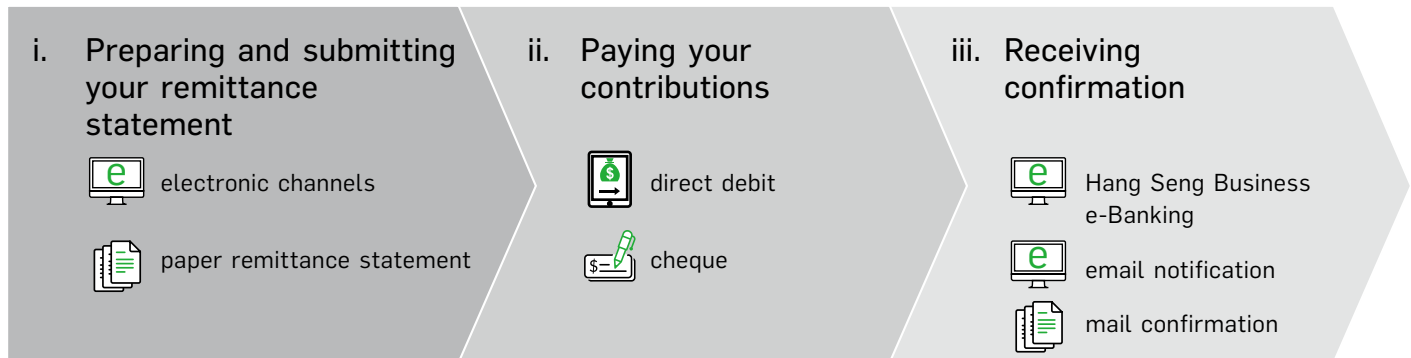 i. Preparing and submitting
your remittance
statement
e electronic channels
paper remittance statement
ii. Paying your
contributions
$ direct debit
$ cheque
iii. Receiving
confirmation
e Hang Seng Business
e-Banking
e email notification
mail confirmation